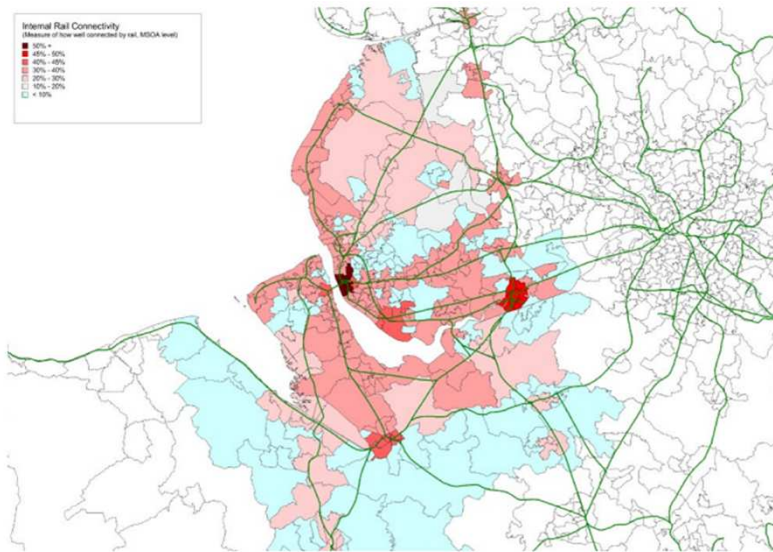 Internal Rail Connectivity
(Measure of how well connected by rail, MSOA level)
50% +
45% - 50%
40% - 45%
30% - 40%
20% - 30%
10% - 20%
< 10%